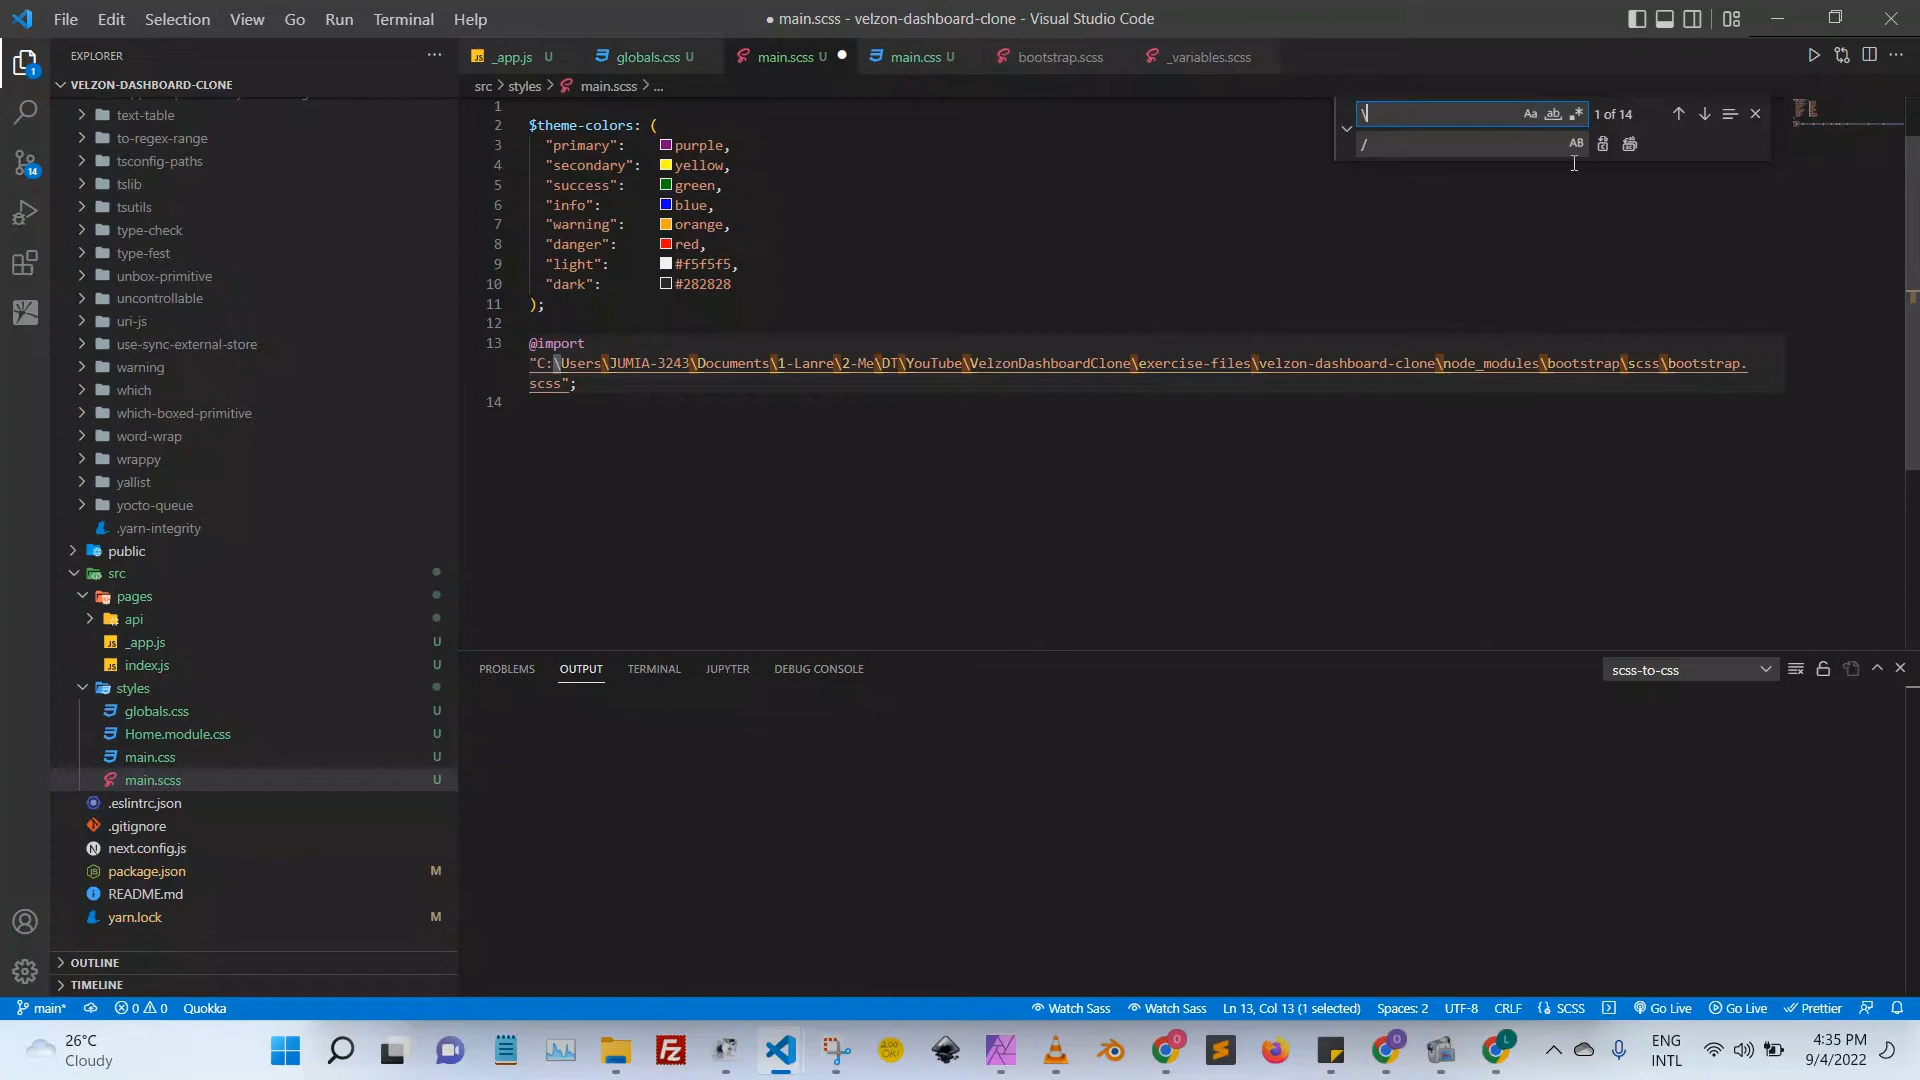 File Edit Selection View Go Run Terminal Help
● main.scss - velzon-dashboard-clone - Visual Studio Code
EXPLORER
VELZON-DASHBOARD-CLONE
text-table
to-regex-range
tsconfig-paths
tslib
tsutils
type-check
type-fest
unbox-primitive
uncontrollable
uri-js
use-sync-external-store
warning
which
which-boxed-primitive
word-wrap
wrappy
yallist
yocto-queue
.yarn-integrity
public
src
pages
api
_app.js U
index.js U
styles
globals.css U
Home.module.css U
main.css U
main.scss U
.eslintrc.json
.gitignore
next.config.js
package.json M
README.md
yarn.lock M
OUTLINE
TIMELINE
_app.js U globals.css U main.scss U main.css U bootstrap.scss _variables.scss
src > styles > main.scss > ...
\ Aa ab 1 of 14
/ AB
1
2 $theme-colors: (
3 "primary": purple,
4 "secondary": yellow,
5 "success": green,
6 "info": blue,
7 "warning": orange,
8 "danger": red,
9 "light": #f5f5f5,
10 "dark": #282828
11 );
12
13 @import
"C:\Users\JUMIA-3243\Documents\1-Lanre\2-Me\DT\YouTube\VelzonDashboardClone\exercise-files\velzon-dashboard-clone\node_modules\bootstrap\scss\bootstrap.
scss";
14
PROBLEMS OUTPUT TERMINAL JUPYTER DEBUG CONSOLE
scss-to-css
main* 0 0 Quokka
Watch Sass Watch Sass Ln 13, Col 13 (1 selected) Spaces: 2 UTF-8 CRLF SCSS Go Live Go Live Prettier
26°C
Cloudy
ENG
INTL
4:35 PM
9/4/2022